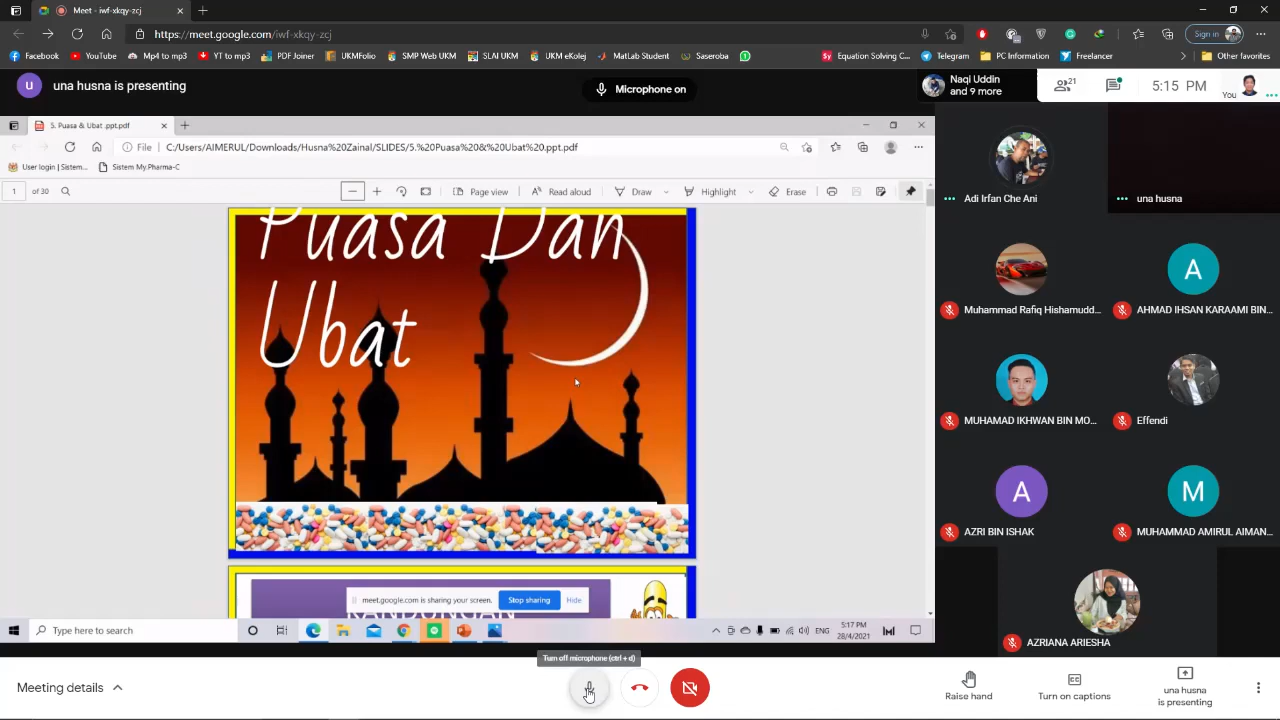 Meet - iwf-xkqy-zcj
https://meet.google.com/iwf-xkqy-zcj
Sign in
Facebook
YouTube
Mp4 to mp3
YT to mp3
PDF Joiner
UKMFolio
SMP Web UKM
SLAI UKM
UKM eKolej
MatLab Student
Saseroba
Equation Solving C...
Telegram
PC Information
Freelancer
Other favorites
u
una husna is presenting
Microphone on
Naqi Uddin
and 9 more
21
5:15 PM
You
5. Puasa & Ubat .ppt.pdf
File
C:/Users/AIMERUL/Downloads/Husna%20Zainal/SLIDES/5.%20Puasa%20&%20Ubat%20.ppt.pdf
User login | Sistem...
Sistem My.Pharma-C
1 of 30
Page view
Read aloud
Draw
Highlight
Erase
Puasa Dan
Ubat
KANDUNGAN
meet.google.com is sharing your screen.
Stop sharing
Hide
Type here to search
ENG
5:17 PM
28/4/2021
Turn off microphone (ctrl + d)
Adi Irfan Che Ani
una husna
Muhammad Rafiq Hishamudd...
A
AHMAD IHSAN KARAAMI BIN...
MUHAMAD IKHWAN BIN MO...
Effendi
A
AZRI BIN ISHAK
M
MUHAMMAD AMIRUL AIMAN...
AZRIANA ARIESHA
Meeting details
Raise hand
Turn on captions
una husna
is presenting